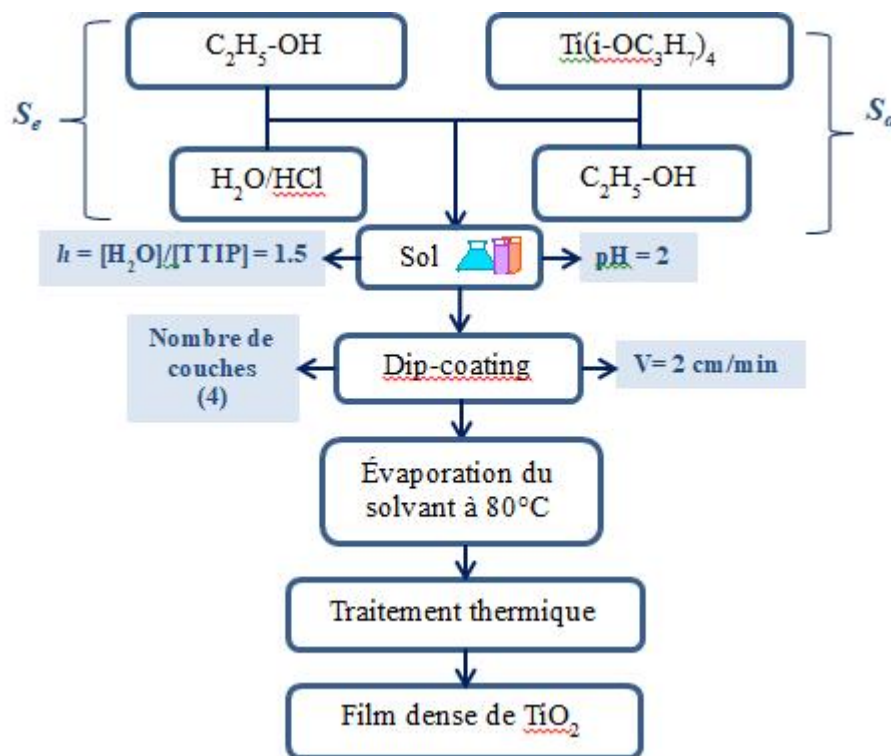 C₂H₅-OH
Ti(i-OC₃H₇)₄
Sₑ
H₂O/HCl
C₂H₅-OH
h = [H₂O]/[TTIP] = 1.5
Sol
pH = 2
Nombre de
couches
(4)
Dip-coating
V= 2 cm/min
Évaporation du
solvant à 80°C
Traitement thermique
Film dense de TiO₂